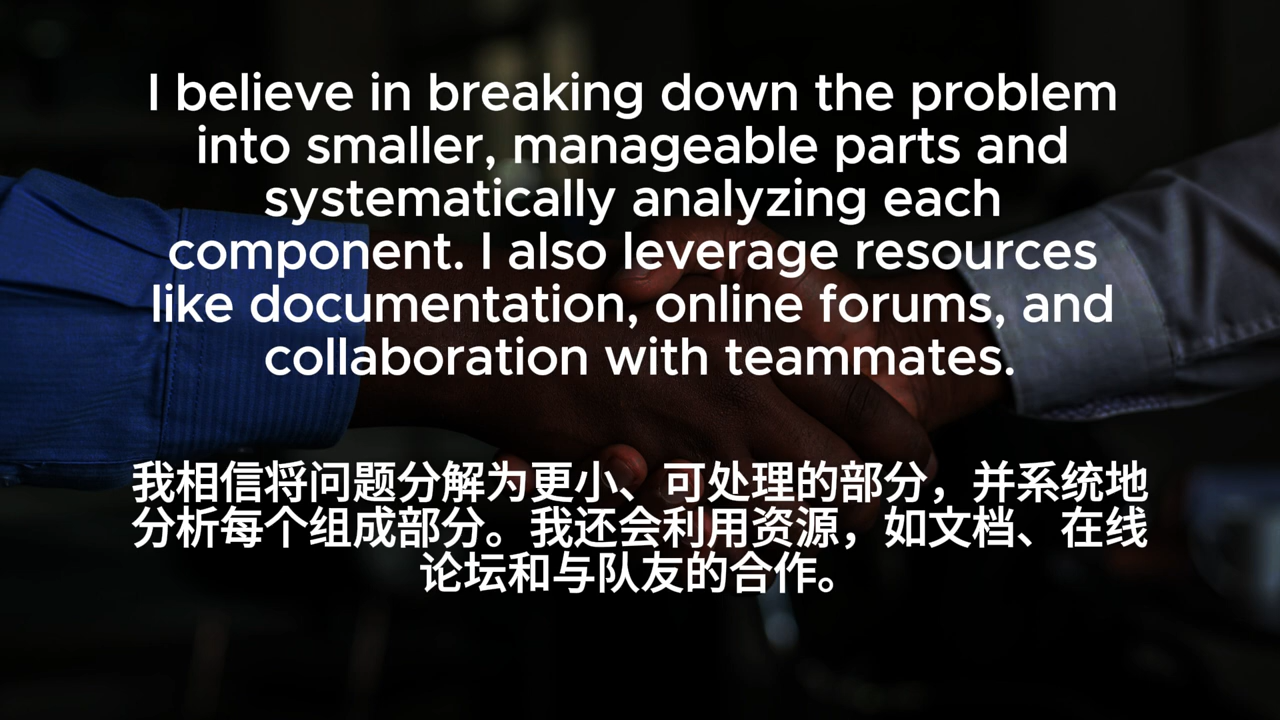 I believe in breaking down the problem
into smaller, manageable parts and
systematically analyzing each
component. I also leverage resources
like documentation, online forums, and
collaboration with teammates.
我相信将问题分解为更小、可处理的部分，并系统地
分析每个组成部分。我还会利用资源，如文档、在线
论坛和与队友的合作。